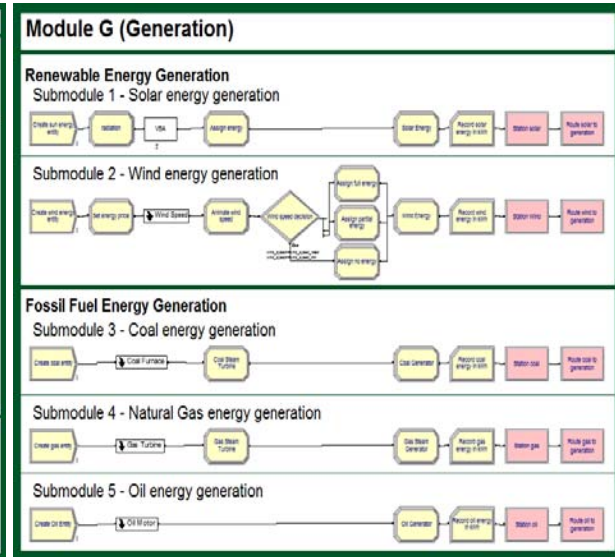 Module G (Generation)
Renewable Energy Generation
Submodule 1 - Solar energy generation
Create sun energy
entity
radiation
VBA
Assign energy
Solar Energy
Record solar
energy in kWh
Station solar
Route solar to
generation
Submodule 2 - Wind energy generation
Create wind energy
entity
Set energy price
Wind Speed
Animate wind
speed
Wind speed decision
Assign full energy
Assign partial
energy
Assign no energy
Wind Energy
Record wind
energy in kWh
Station Wind
Route wind to
generation
Fossil Fuel Energy Generation
Submodule 3 - Coal energy generation
Create coal entity
Coal Furnace
Coal Steam
Turbine
Coal Generator
Record coal
energy in kWh
Station coal
Route coal to
generation
Submodule 4 - Natural Gas energy generation
Create gas entity
Gas Turbine
Gas Steam
Turbine
Gas Steam
Generator
Record gas
energy in kWh
Station gas
Route gas to
generation
Submodule 5 - Oil energy generation
Create Oil Entity
Oil Motor
Oil Generator
Record oil energy
in kWh
Station oil
Route oil to
generation